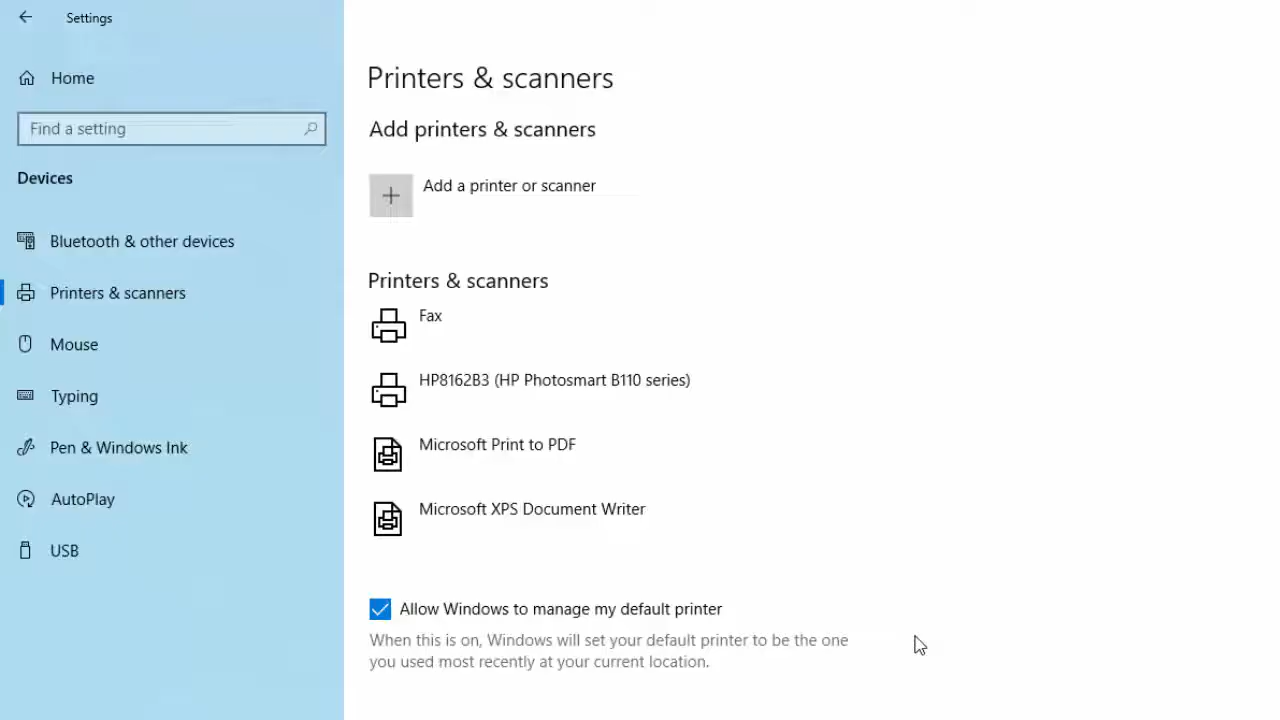 Settings
Home
Find a setting
Devices
Bluetooth & other devices
Printers & scanners
Mouse
Typing
Pen & Windows Ink
AutoPlay
USB
Printers & scanners
Add printers & scanners
Add a printer or scanner
Printers & scanners
Fax
HP8162B3 (HP Photosmart B110 series)
Microsoft Print to PDF
Microsoft XPS Document Writer
Allow Windows to manage my default printer
When this is on, Windows will set your default printer to be the one
you used most recently at your current location.